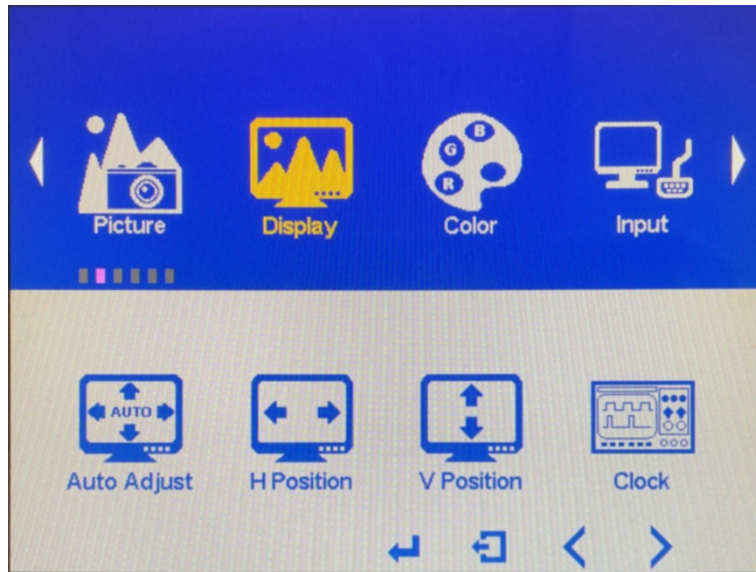 Picture
Display
B
G
R
Color
Input
AUTO
Auto Adjust
H Position
V Position
Clock